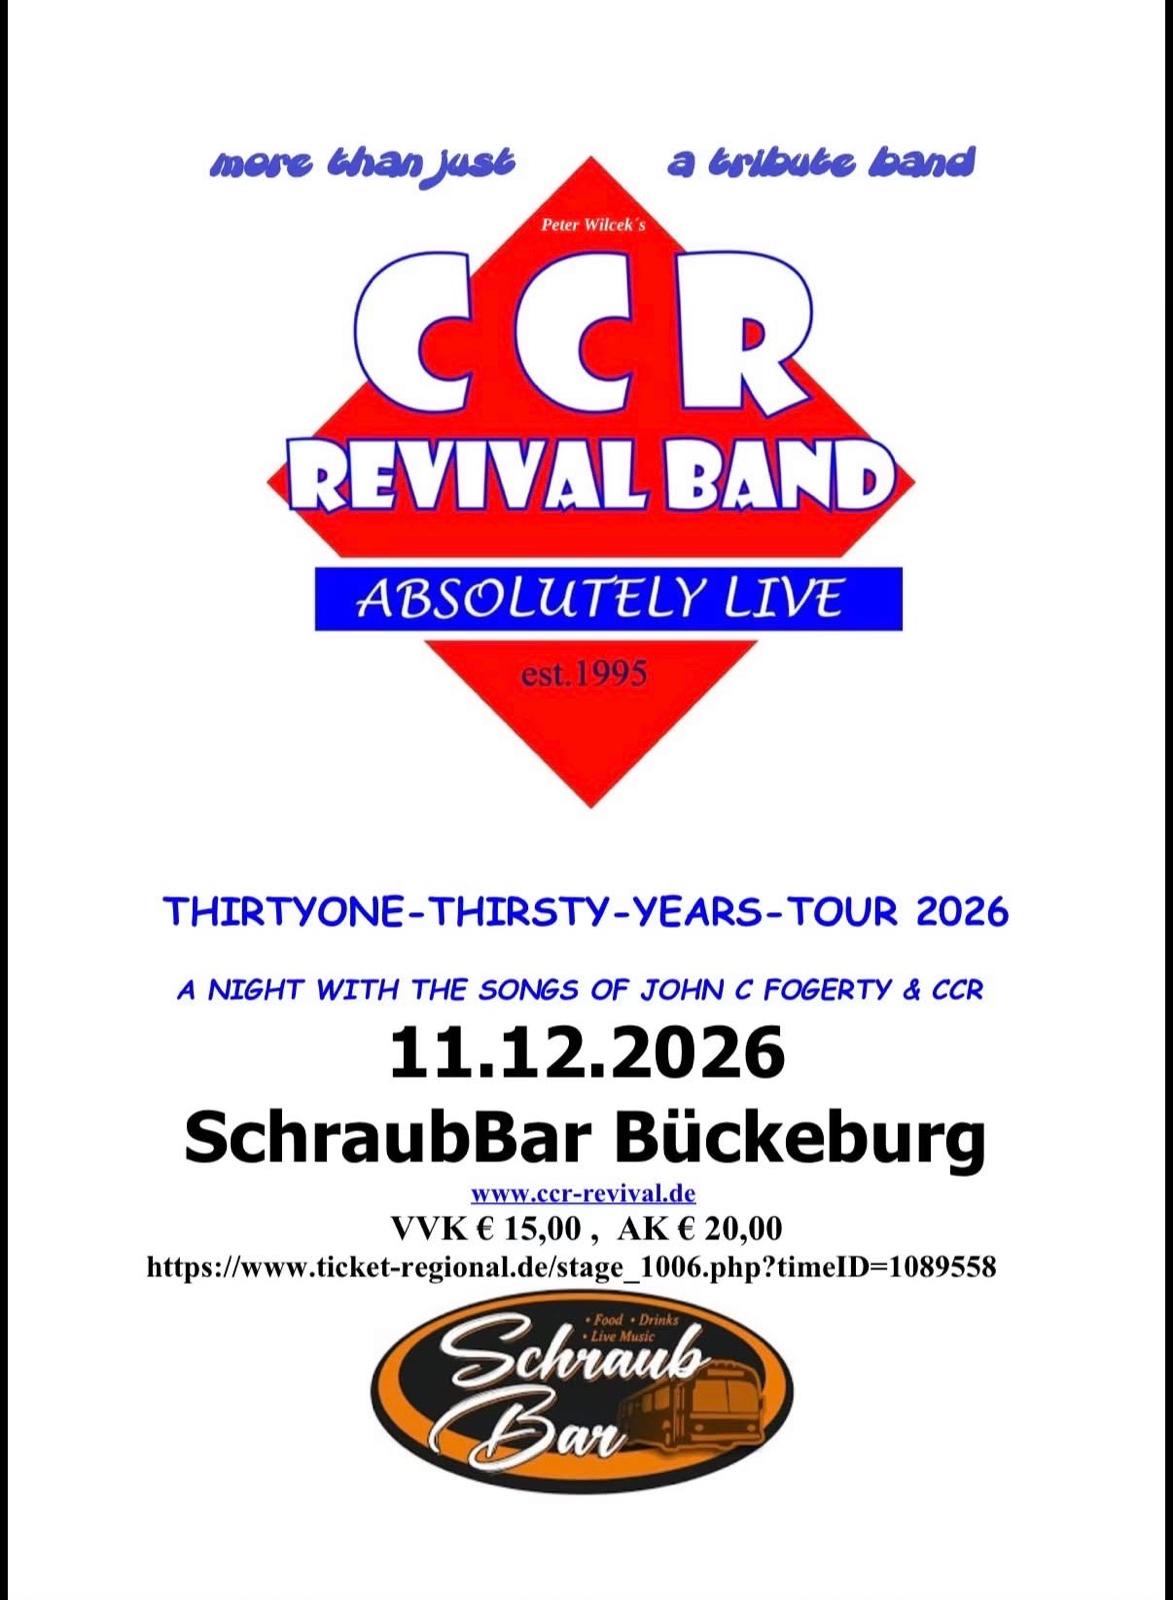 more than just a tribute band
Peter Wilcek´s
CCR
REVIVAL BAND
ABSOLUTELY LIVE
est.1995
THIRTYONE-THIRSTY-YEARS-TOUR 2026
A NIGHT WITH THE SONGS OF JOHN C FOGERTY & CCR
11.12.2026
SchraubBar Bückeburg
www.ccr-revival.de
VVK € 15,00 , AK € 20,00
https://www.ticket-regional.de/stage_1006.php?timeID=1089558
• Food • Drinks
• Live Music
Schraub
Bar